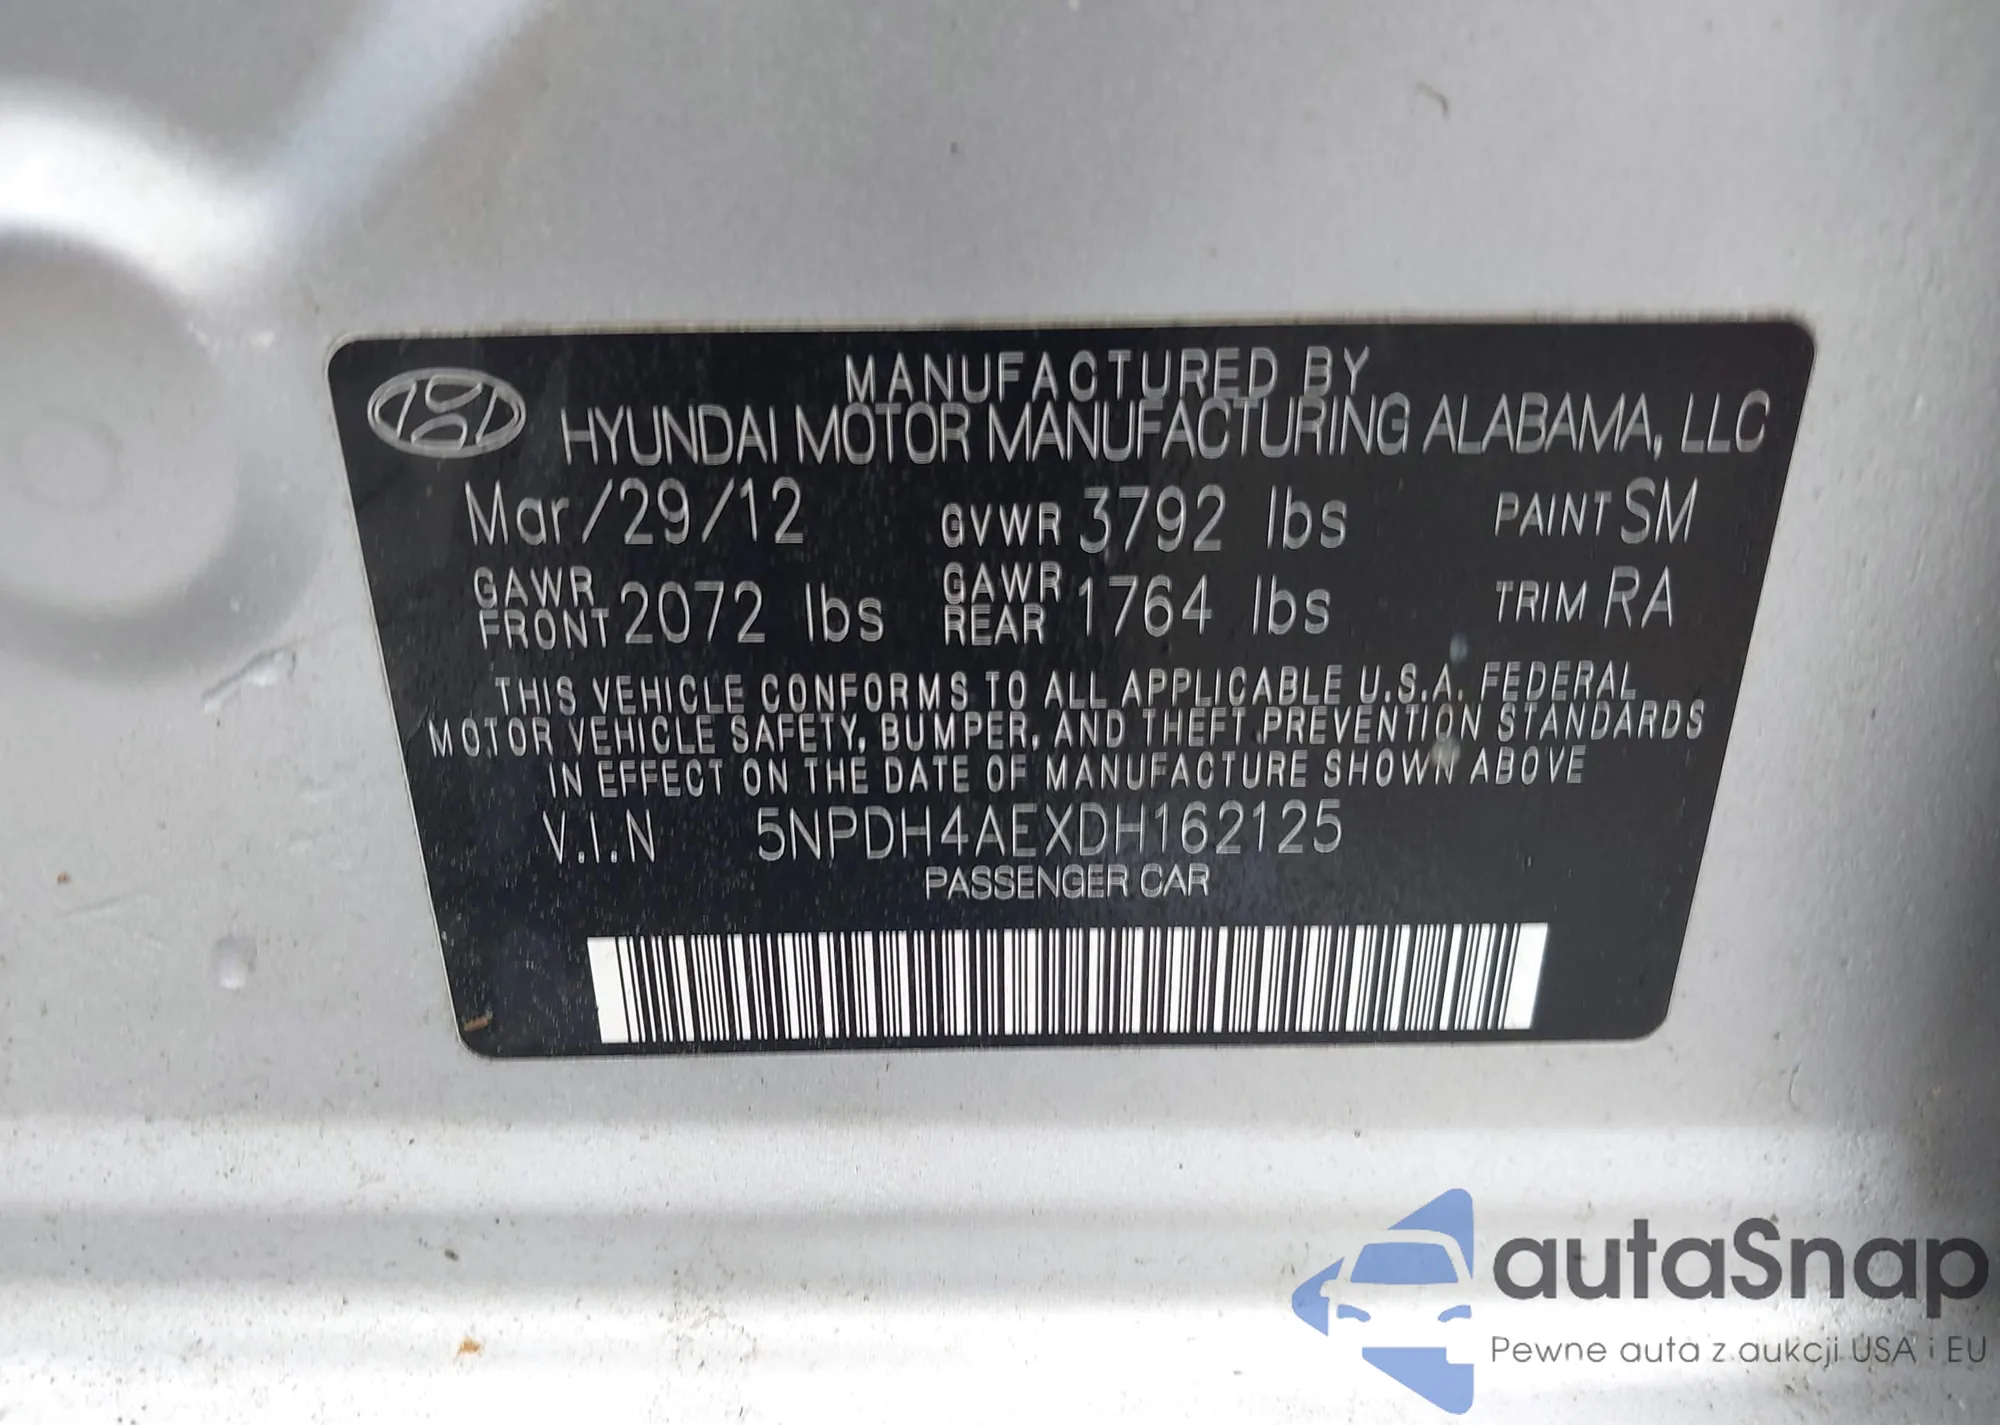 MANUFACTURED BY
HYUNDAI MOTOR MANUFACTURING ALABAMA, LLC
Mar/29/12 GVWR 3792 lbs PAINT SM
GAWR FRONT 2072 lbs GAWR REAR 1764 lbs TRIM RA
THIS VEHICLE CONFORMS TO ALL APPLICABLE U.S.A. FEDERAL
MOTOR VEHICLE SAFETY, BUMPER, AND THEFT PREVENTION STANDARDS
IN EFFECT ON THE DATE OF MANUFACTURE SHOWN ABOVE
V.I.N 5NPDH4AEXDH162125
PASSENGER CAR
autaSnap
Pewne auta z aukcji USA i EU